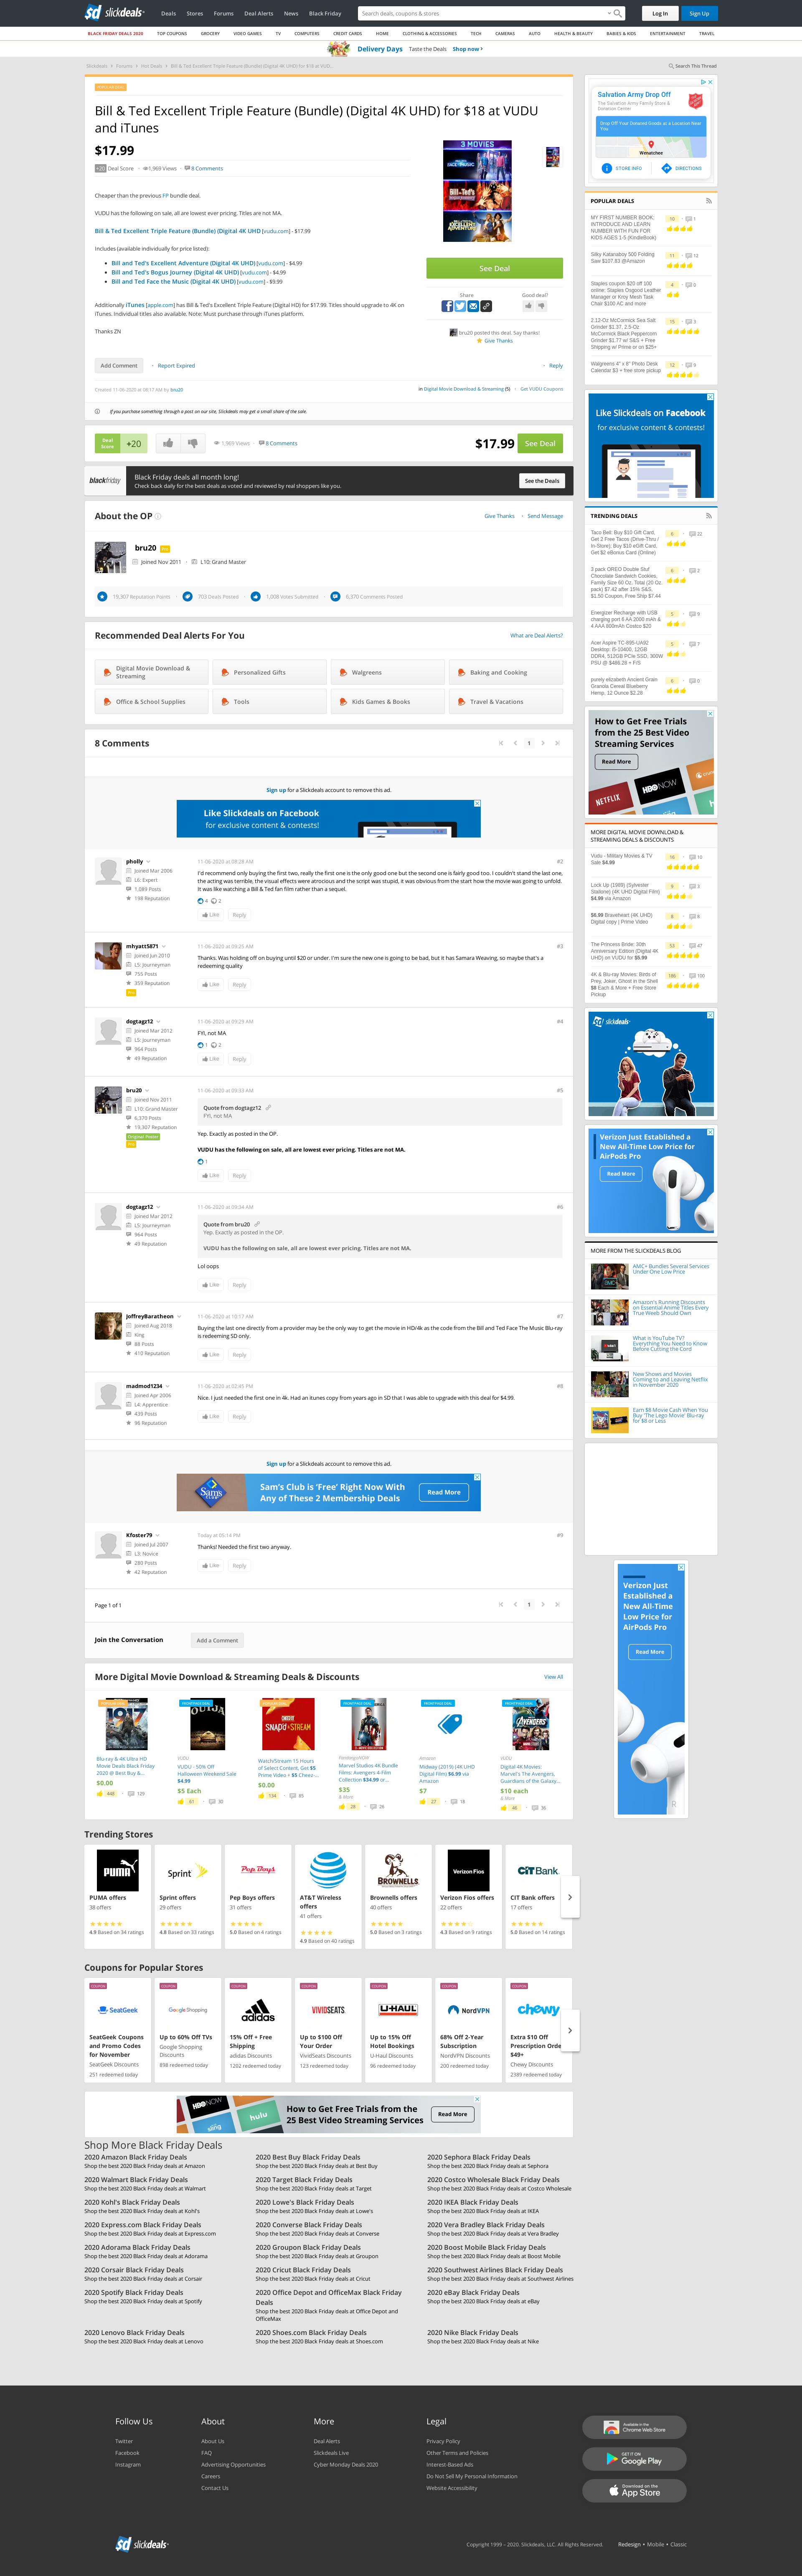 slickdeals
Deals Stores Forums Deal Alerts News Black Friday
Search deals, coupons & stores
Log In Sign Up
BLACK FRIDAY DEALS 2020 TOP COUPONS GROCERY VIDEO GAMES TV COMPUTERS CREDIT CARDS HOME CLOTHING & ACCESSORIES TECH CAMERAS AUTO HEALTH & BEAUTY BABIES & KIDS ENTERTAINMENT TRAVEL
Delivery Days Taste the Deals Shop now
Slickdeals Forums Hot Deals Bill & Ted Excellent Triple Feature (Bundle) (Digital 4K UHD) for $18 at VUD...
Search This Thread
Bill & Ted Excellent Triple Feature (Bundle) (Digital 4K UHD) for $18 at VUDU
and iTunes
$17.99
+20 Deal Score 1,969 Views 8 Comments
Cheaper than the previous FP bundle deal.
VUDU has the following on sale, all are lowest ever pricing. Titles are not MA.
Bill & Ted Excellent Triple Feature (Bundle) (Digital 4K UHD [vudu.com] - $17.99
Includes (available individually for price listed):
Bill and Ted's Excellent Adventure (Digital 4K UHD) [vudu.com] - $4.99
Bill and Ted's Bogus Journey (Digital 4K UHD) [vudu.com] - $4.99
Bill and Ted Face the Music (Digital 4K UHD) [vudu.com] - $9.99
Additionally iTunes [apple.com] has Bill & Ted's Excellent Triple Feature (Digital HD) for $17.99. Titles should upgrade to 4K on
iTunes. Individual titles also available. Note: Must purchase through iTunes platform.
Thanks ZN
3 MOVIES
See Deal
Share Good deal?
bru20 posted this deal. Say thanks!
Give Thanks
Add Comment Report Expired Reply
Created 11-06-2020 at 08:17 AM by bru20
Digital Movie Download & Streaming (5) Get VUDU Coupons
If you purchase something through a post on our site, Slickdeals may get a small share of the sale.
Deal
Score
+20
1,969 Views 8 Comments
$17.99 See Deal
blackfriday
Black Friday deals all month long!
Check back daily for the best deals as voted and reviewed by real shoppers like you.
See the Deals
About the OP
Give Thanks Send Message
bru20 Pro
Joined Nov 2011 L10: Grand Master
19,307 Reputation Points 703 Deals Posted 1,008 Votes Submitted 6,370 Comments Posted
Recommended Deal Alerts For You
What are Deal Alerts?
Digital Movie Download &
Streaming
Personalized Gifts
Walgreens
Baking and Cooking
Office & School Supplies
Tools
Kids Games & Books
Travel & Vacations
8 Comments
1
Sign up for a Slickdeals account to remove this ad.
Like Slickdeals on Facebook
for exclusive content & contests!
pholly
Joined Mar 2006
L6: Expert
1,089 Posts
198 Reputation
11-06-2020 at 08:28 AM
#2
I'd recommend only buying the first two, really the first one is the only good one but the second one is fairly good too. I couldn't stand the last one,
the acting was terrible the visual effects were atrocious and the script was stupid, it was obvious from the start how the movie was going to unfold.
It was like watching a Bill & Ted fan film rather than a sequel.
4 2
Like Reply
mhyatt5871
Joined Jun 2010
L5: Journeyman
755 Posts
359 Reputation
Pro
11-06-2020 at 09:25 AM
#3
Thanks. Was holding off on buying until $20 or under. I'm sure the new one is going to be bad, but it has Samara Weaving, so maybe that's a
redeeming quality
Like Reply
dogtagz12
Joined Mar 2012
L5: Journeyman
964 Posts
49 Reputation
11-06-2020 at 09:29 AM
#4
FYI, not MA
1 2
Like Reply
bru20
Joined Nov 2011
L10: Grand Master
6,370 Posts
19,307 Reputation
Original Poster
Pro
11-06-2020 at 09:33 AM
#5
Quote from dogtagz12
FYI, not MA
Yep. Exactly as posted in the OP.
VUDU has the following on sale, all are lowest ever pricing. Titles are not MA.
1
Like Reply
dogtagz12
Joined Mar 2012
L5: Journeyman
964 Posts
49 Reputation
11-06-2020 at 09:34 AM
#6
Quote from bru20
Yep. Exactly as posted in the OP.
VUDU has the following on sale, all are lowest ever pricing. Titles are not MA.
Lol oops
Like Reply
JoffreyBaratheon
Joined Aug 2018
King
88 Posts
410 Reputation
11-06-2020 at 10:17 AM
#7
Buying the last one directly from a provider may be the only way to get the movie in HD/4K as the code from the Bill and Ted Face The Music Blu-ray
is redeeming SD only.
Like Reply
madmod1234
Joined Apr 2006
L4: Apprentice
439 Posts
96 Reputation
11-06-2020 at 02:45 PM
#8
Nice. I just needed the first one in 4k. Had an itunes copy from years ago in SD that I was able to upgrade with this deal for $4.99.
Like Reply
Sign up for a Slickdeals account to remove this ad.
Sam's Club
Sam's Club is 'Free' Right Now With
Any of These 2 Membership Deals
Read More
Kfoster79
Joined Jul 2007
L3: Novice
280 Posts
42 Reputation
Today at 05:14 PM
#9
Thanks! Needed the first two anyway.
Like Reply
Page 1 of 1
1
Join the Conversation Add a Comment
More Digital Movie Download & Streaming Deals & Discounts
View All
1917
Blu-ray & 4K Ultra HD
Movie Deals Black Friday
2020 @ Best Buy &...
$0.00
448 129
OUIJA
VUDU
VUDU - 50% Off
Halloween Weekend Sale
$4.99
$5 Each
61 39
SNAP'D STREAM
Watch/Stream 15 Hours
of Select Content, Get $5
Prime Video + $5 Cheez-...
$0.00
134 85
FandangoNOW
Marvel Studios 4K Bundle
Films: Avengers 4-Film
Collection $34.99 or...
$35
& More
28 26
Amazon
Midway (2019) (4K UHD
Digital Film) $6.99 via
Amazon
$7
27 18
AVENGERS
VUDU
Digital 4K Movies:
Marvel's The Avengers,
Guardians of the Galaxy...
$10 each
& More
46 36
Trending Stores
PUMA
PUMA offers
38 offers
4.9 Based on 34 ratings
Sprint
Sprint offers
29 offers
4.8 Based on 33 ratings
Pep Boys
Pep Boys offers
31 offers
5.0 Based on 4 ratings
AT&T Wireless
offers
41 offers
4.9 Based on 40 ratings
BROWNELLS
Brownells offers
40 offers
5.0 Based on 3 ratings
Verizon Fios
Verizon Fios offers
22 offers
4.3 Based on 9 ratings
CIT Bank
CIT Bank offers
17 offers
5.0 Based on 14 ratings
Coupons for Popular Stores
COUPON
SeatGeek
SeatGeek Coupons
and Promo Codes
for November
SeatGeek Discounts
251 redeemed today
COUPON
Google Shopping
Up to 60% Off TVs
Google Shopping
Discounts
898 redeemed today
COUPON
adidas
15% Off + Free
Shipping
adidas Discounts
1202 redeemed today
COUPON
VIVIDSEATS
Up to $100 Off
Your Order
VividSeats Discounts
123 redeemed today
COUPON
U-HAUL
Up to 15% Off
Hotel Bookings
U-Haul Discounts
96 redeemed today
COUPON
NordVPN
68% Off 2-Year
Subscription
NordVPN Discounts
200 redeemed today
COUPON
chewy
Extra $10 Off
Prescription Orde
$49+
Chewy Discounts
2389 redeemed today
HBO NOW
hulu
sling
How to Get Free Trials from the
25 Best Video Streaming Services
Read More
Shop More Black Friday Deals
2020 Amazon Black Friday Deals
Shop the best 2020 Black Friday deals at Amazon
2020 Best Buy Black Friday Deals
Shop the best 2020 Black Friday deals at Best Buy
2020 Sephora Black Friday Deals
Shop the best 2020 Black Friday deals at Sephora
2020 Walmart Black Friday Deals
Shop the best 2020 Black Friday deals at Walmart
2020 Target Black Friday Deals
Shop the best 2020 Black Friday deals at Target
2020 Costco Wholesale Black Friday Deals
Shop the best 2020 Black Friday deals at Costco Wholesale
2020 Kohl's Black Friday Deals
Shop the best 2020 Black Friday deals at Kohl's
2020 Lowe's Black Friday Deals
Shop the best 2020 Black Friday deals at Lowe's
2020 IKEA Black Friday Deals
Shop the best 2020 Black Friday deals at IKEA
2020 Express.com Black Friday Deals
Shop the best 2020 Black Friday deals at Express.com
2020 Converse Black Friday Deals
Shop the best 2020 Black Friday deals at Converse
2020 Vera Bradley Black Friday Deals
Shop the best 2020 Black Friday deals at Vera Bradley
2020 Adorama Black Friday Deals
Shop the best 2020 Black Friday deals at Adorama
2020 Groupon Black Friday Deals
Shop the best 2020 Black Friday deals at Groupon
2020 Boost Mobile Black Friday Deals
Shop the best 2020 Black Friday deals at Boost Mobile
2020 Corsair Black Friday Deals
Shop the best 2020 Black Friday deals at Corsair
2020 Cricut Black Friday Deals
Shop the best 2020 Black Friday deals at Cricut
2020 Southwest Airlines Black Friday Deals
Shop the best 2020 Black Friday deals at Southwest Airlines
2020 Spotify Black Friday Deals
Shop the best 2020 Black Friday deals at Spotify
2020 Office Depot and OfficeMax Black Friday
Deals
Shop the best 2020 Black Friday deals at Office Depot and
OfficeMax
2020 eBay Black Friday Deals
Shop the best 2020 Black Friday deals at eBay
2020 Lenovo Black Friday Deals
Shop the best 2020 Black Friday deals at Lenovo
2020 Shoes.com Black Friday Deals
Shop the best 2020 Black Friday deals at Shoes.com
2020 Nike Black Friday Deals
Shop the best 2020 Black Friday deals at Nike
Salvation Army Drop Off
The Salvation Army Family Store &
Donation Center
Drop Off Your Donated Goods at a Location Near
You
Wenatchee
STORE INFO DIRECTIONS
POPULAR DEALS
MY FIRST NUMBER BOOK:
INTRODUCE AND LEARN
NUMBER WITH FUN FOR
KIDS AGES 1-5 (KindleBook)
10 1
Silky Katanaboy 500 Folding
Saw $107.83 @Amazon
11 12
Staples coupon $20 off 100
online: Staples Osgood Leather
Manager or Kroy Mesh Task
Chair $100 AC and more
4 0
2.12-Oz McCormick Sea Salt
Grinder $1.37, 2.5-Oz
McCormick Black Peppercorn
Grinder $1.77 w/ S&S + Free
Shipping w/ Prime or on $25+
15 3
Walgreens 4" x 8" Photo Desk
Calendar $3 + free store pickup
12 9
Like Slickdeals on Facebook
for exclusive content & contests!
TRENDING DEALS
Taco Bell: Buy $10 Gift Card,
Get 2 Free Tacos (Drive-Thru /
In-Store); Buy $10 eGift Card,
Get $2 eBonus Card (Online)
6 22
3 pack OREO Double Stuf
Chocolate Sandwich Cookies,
Family Size 60 Oz. Total (20 Oz.
pack) $7.42 after 15% S&S,
$1.50 Coupon, Free Ship $7.44
6 2
Energizer Recharge with USB
charging port 6 AA 2000 mAh &
4 AAA 800mAh Costco $20
5 9
Acer Aspire TC-895-UA92
Desktop: i5-10400, 12GB
DDR4, 512GB PCIe SSD, 300W
PSU @ $486.28 + F/S
5 7
purely elizabeth Ancient Grain
Granola Cereal Blueberry
Hemp, 12 Ounce $2.28
6 0
How to Get Free Trials
from the 25 Best Video
Streaming Services
Read More
NETFLIX
HBO NOW
hulu
MORE DIGITAL MOVIE DOWNLOAD &
STREAMING DEALS & DISCOUNTS
Vudu - Military Movies & TV
Sale $4.99
16 10
Lock Up (1989) (Sylvester
Stallone) (4K UHD Digital Film)
$4.99 via Amazon
9 3
$6.99 Braveheart (4K UHD)
Digital copy | Prime Video
8 6
The Princess Bride: 30th
Anniversary Edition (Digital 4K
UHD) on VUDU for $5.99
53 47
4K & Blu-ray Movies: Birds of
Prey, Joker, Ghost in the Shell
$8 Each & More + Free Store
Pickup
186 100
slickdeals
Verizon Just Established a
New All-Time Low Price for
AirPods Pro
Read More
MORE FROM THE SLICKDEALS BLOG
AMC+ Bundles Several Services
Under One Low Price
Amazon's Running Discounts
on Essential Anime Titles Every
True Weeb Should Own
What is YouTube TV?
Everything You Need to Know
Before Cutting the Cord
New Shows and Movies
Coming to and Leaving Netflix
in November 2020
Earn $8 Movie Cash When You
Buy 'The Lego Movie' Blu-ray
for $8 or Less
Verizon Just
Established a
New All-Time
Low Price for
AirPods Pro
Read More
Follow Us
Twitter
Facebook
Instagram
About
About Us
FAQ
Advertising Opportunities
Careers
Contact Us
More
Deal Alerts
Slickdeals Live
Cyber Monday Deals 2020
Legal
Privacy Policy
Other Terms and Policies
Interest-Based Ads
Do Not Sell My Personal Information
Website Accessibility
Available in the
Chrome Web Store
GET IT ON
Google Play
Download on the
App Store
slickdeals
Copyright 1999 - 2020. Slickdeals, LLC. All Rights Reserved. Redesign • Mobile • Classic